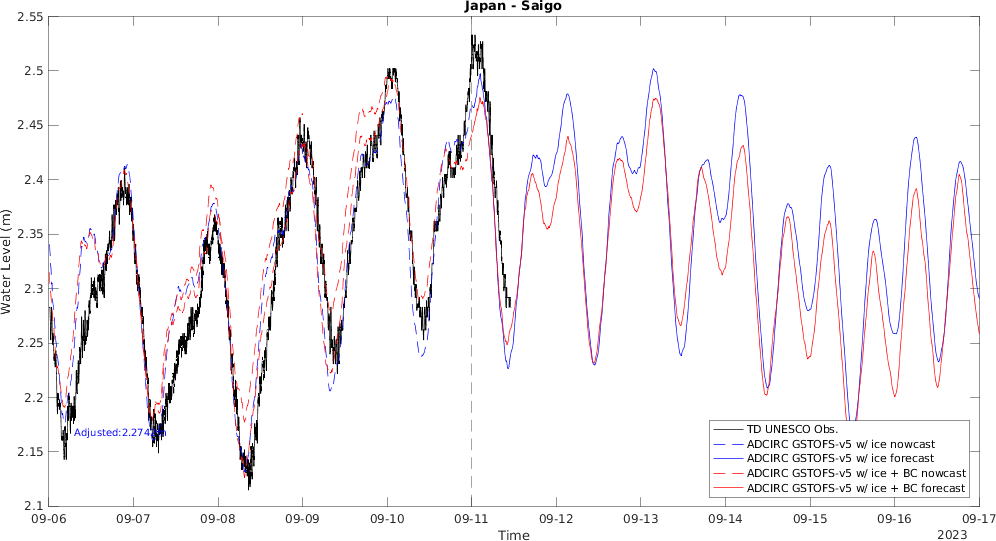 Japan - Saigo
2.55
2.5
2.45
2.4
2.35
2.3
2.25
2.2
2.15
2.1
Water Level (m)
Adjusted:2.274
TD UNESCO Obs.
ADCIRC GSTOFS-v5 w/ ice nowcast
ADCIRC GSTOFS-v5 w/ ice forecast
ADCIRC GSTOFS-v5 w/ ice + BC nowcast
ADCIRC GSTOFS-v5 w/ ice + BC forecast
09-06 09-07 09-08 09-09 09-10 09-11 09-12 09-13 09-14 09-15 09-16 09-17
Time
2023